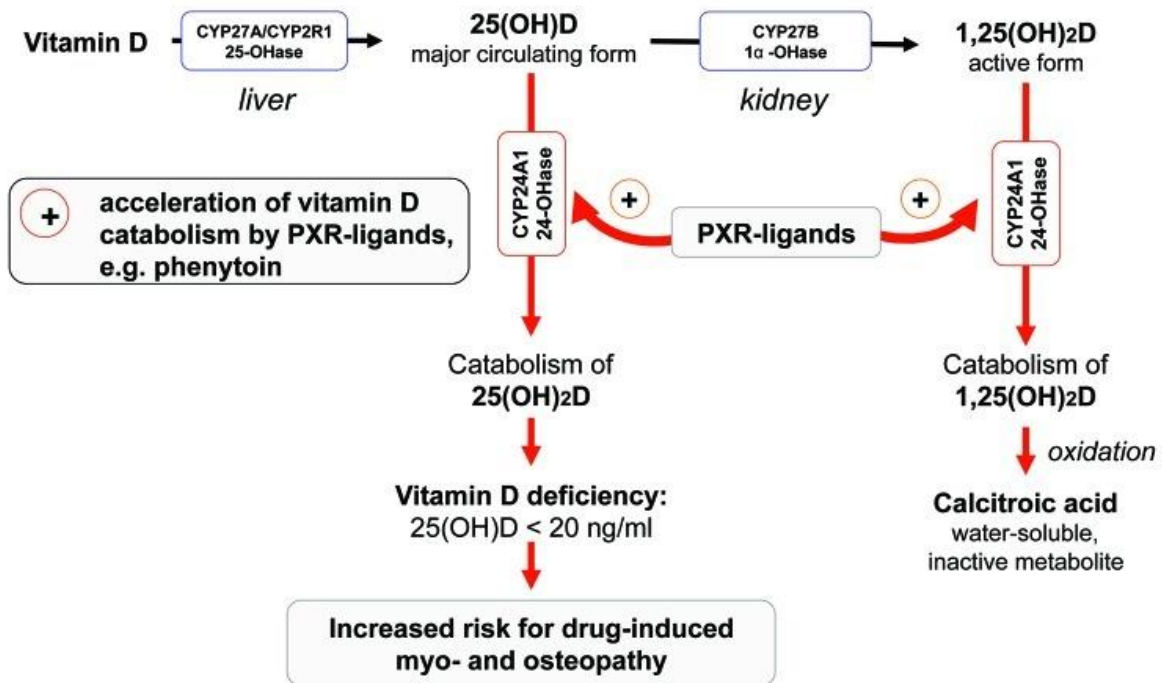 Vitamin D
CYP27A/CYP2R1
25-OHase
liver
25(OH)D
major circulating form
CYP27B
1α -OHase
kidney
1,25(OH)2D
active form
+
acceleration of vitamin D
catabolism by PXR-ligands,
e.g. phenytoin
CYP24A1
24-OHase
+
PXR-ligands
+
CYP24A1
24-OHase
Catabolism of
25(OH)2D
Catabolism of
1,25(OH)2D
oxidation
Vitamin D deficiency:
25(OH)D < 20 ng/ml
Calcitroic acid
water-soluble,
inactive metabolite
Increased risk for drug-induced
myo- and osteopathy